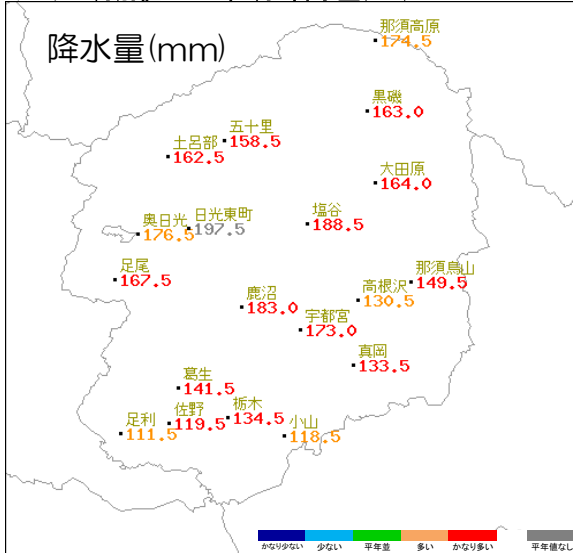 降水量(mm)
那須高原
174.5
黒磯
163.0
五十里
158.5
土呂部
162.5
大田原
164.0
塩谷
188.5
日光東町
197.5
奥日光
176.5
足尾
167.5
那須烏山
149.5
高根沢
130.5
鹿沼
183.0
宇都宮
173.0
真岡
133.5
葛生
141.5
佐野
119.5
栃木
134.5
小山
118.5
足利
111.5
かなり少ない 少ない 平年並 多い かなり多い 平年値なし